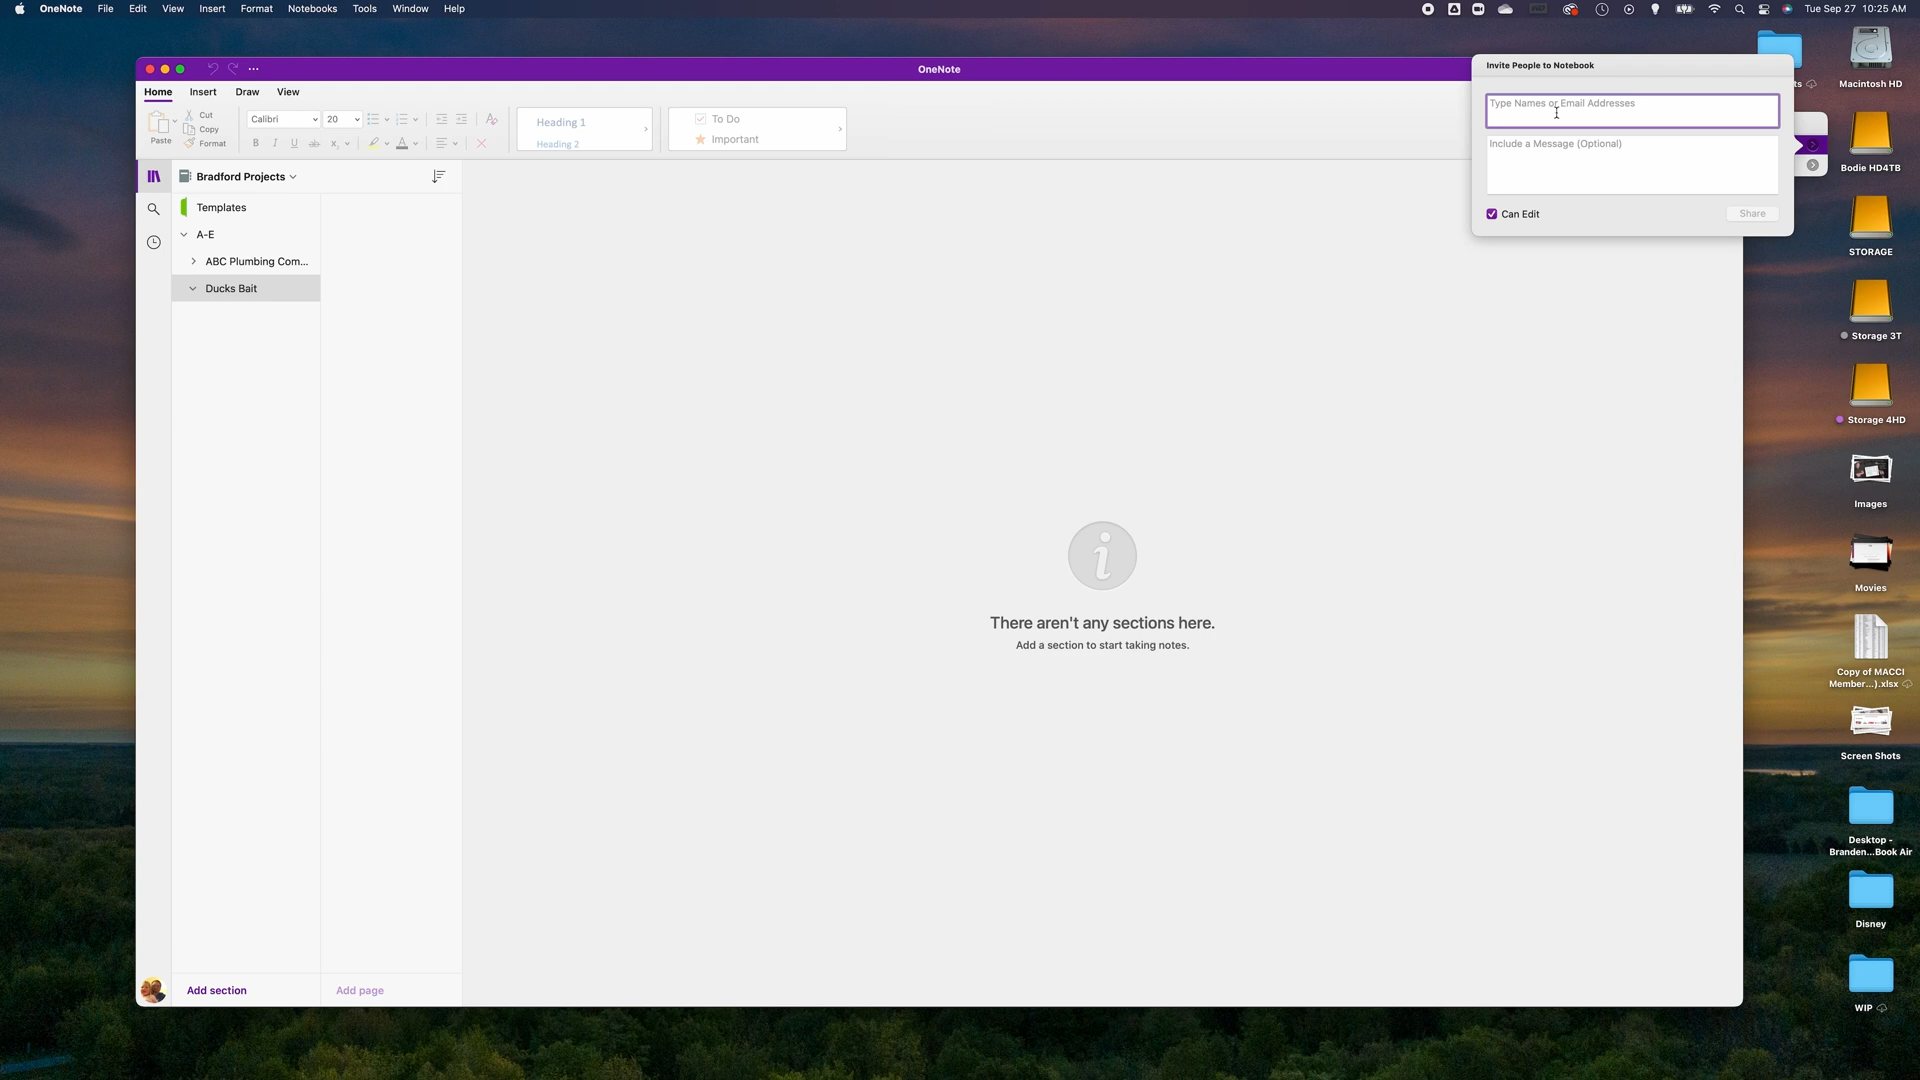 OneNote File Edit View Insert Format Notebooks Tools Window Help
Tue Sep 27 10:25 AM
OneNote
Home Insert Draw View
Cut
Copy
Format
Paste
Calibri 20
B I U ab x
A
Heading 1
Heading 2
To Do
Important
Invite People to Notebook
Type Names or Email Addresses
Include a Message (Optional)
Can Edit
Share
Bradford Projects
Templates
A-E
ABC Plumbing Com...
Ducks Bait
There aren't any sections here.
Add a section to start taking notes.
Add section
Add page
ts
Macintosh HD
Bodie HD4TB
STORAGE
Storage 3T
Storage 4HD
Images
Movies
Copy of MACCI
Member...).xlsx
Screen Shots
Desktop -
Branden...Book Air
Disney
WIP